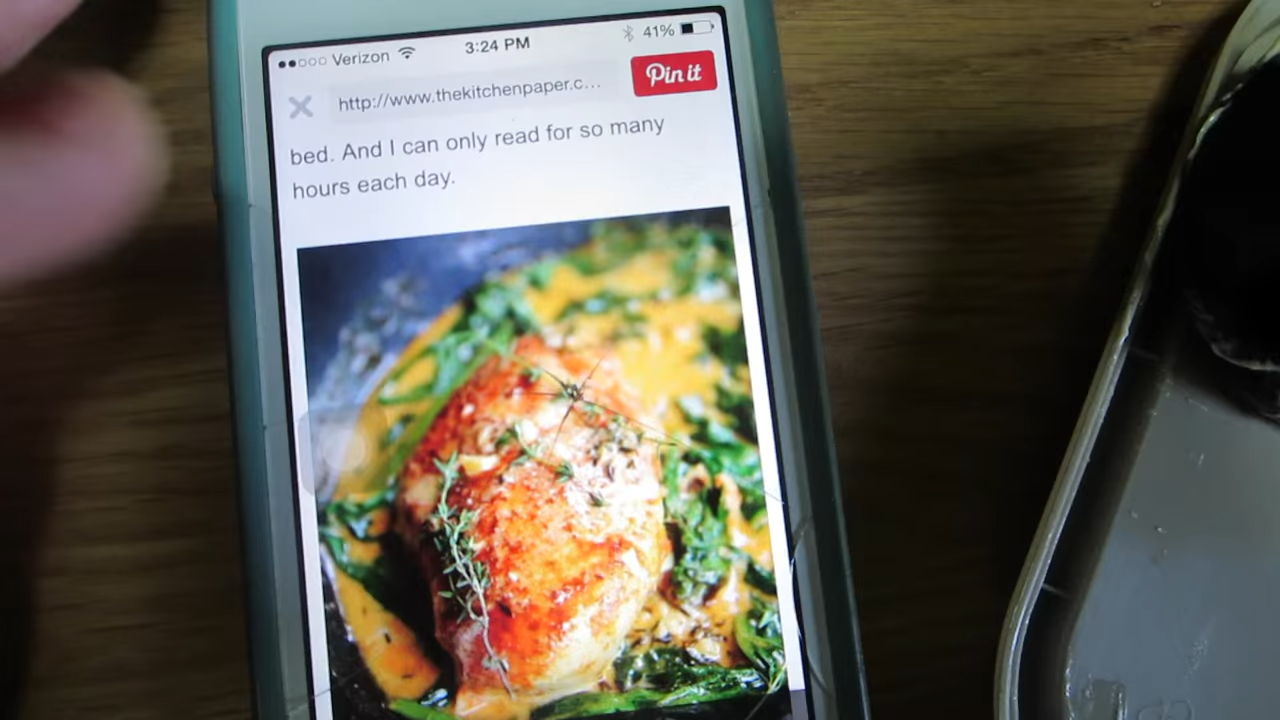 Verizon 3:24 PM 41%
http://www.thekitchenpaper.c...
Pin it
bed. And I can only read for so many
hours each day.